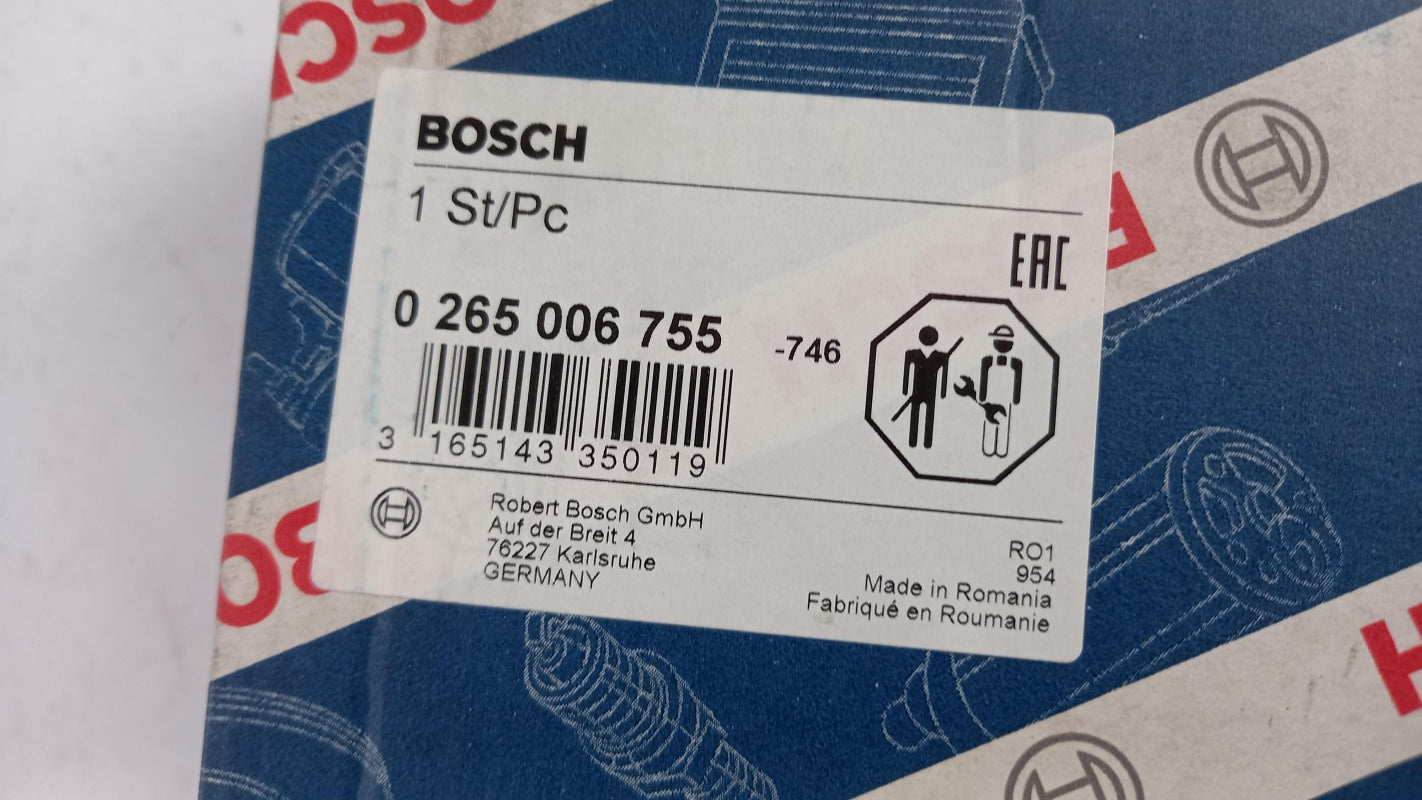 BOSCH
1 St/Pc
EAC
0 265 006 755
-746
3 165143 350119
Robert Bosch GmbH
Auf der Breit 4
76227 Karlsruhe
GERMANY
RO1
954
Made in Romania
Fabriqué en Roumanie